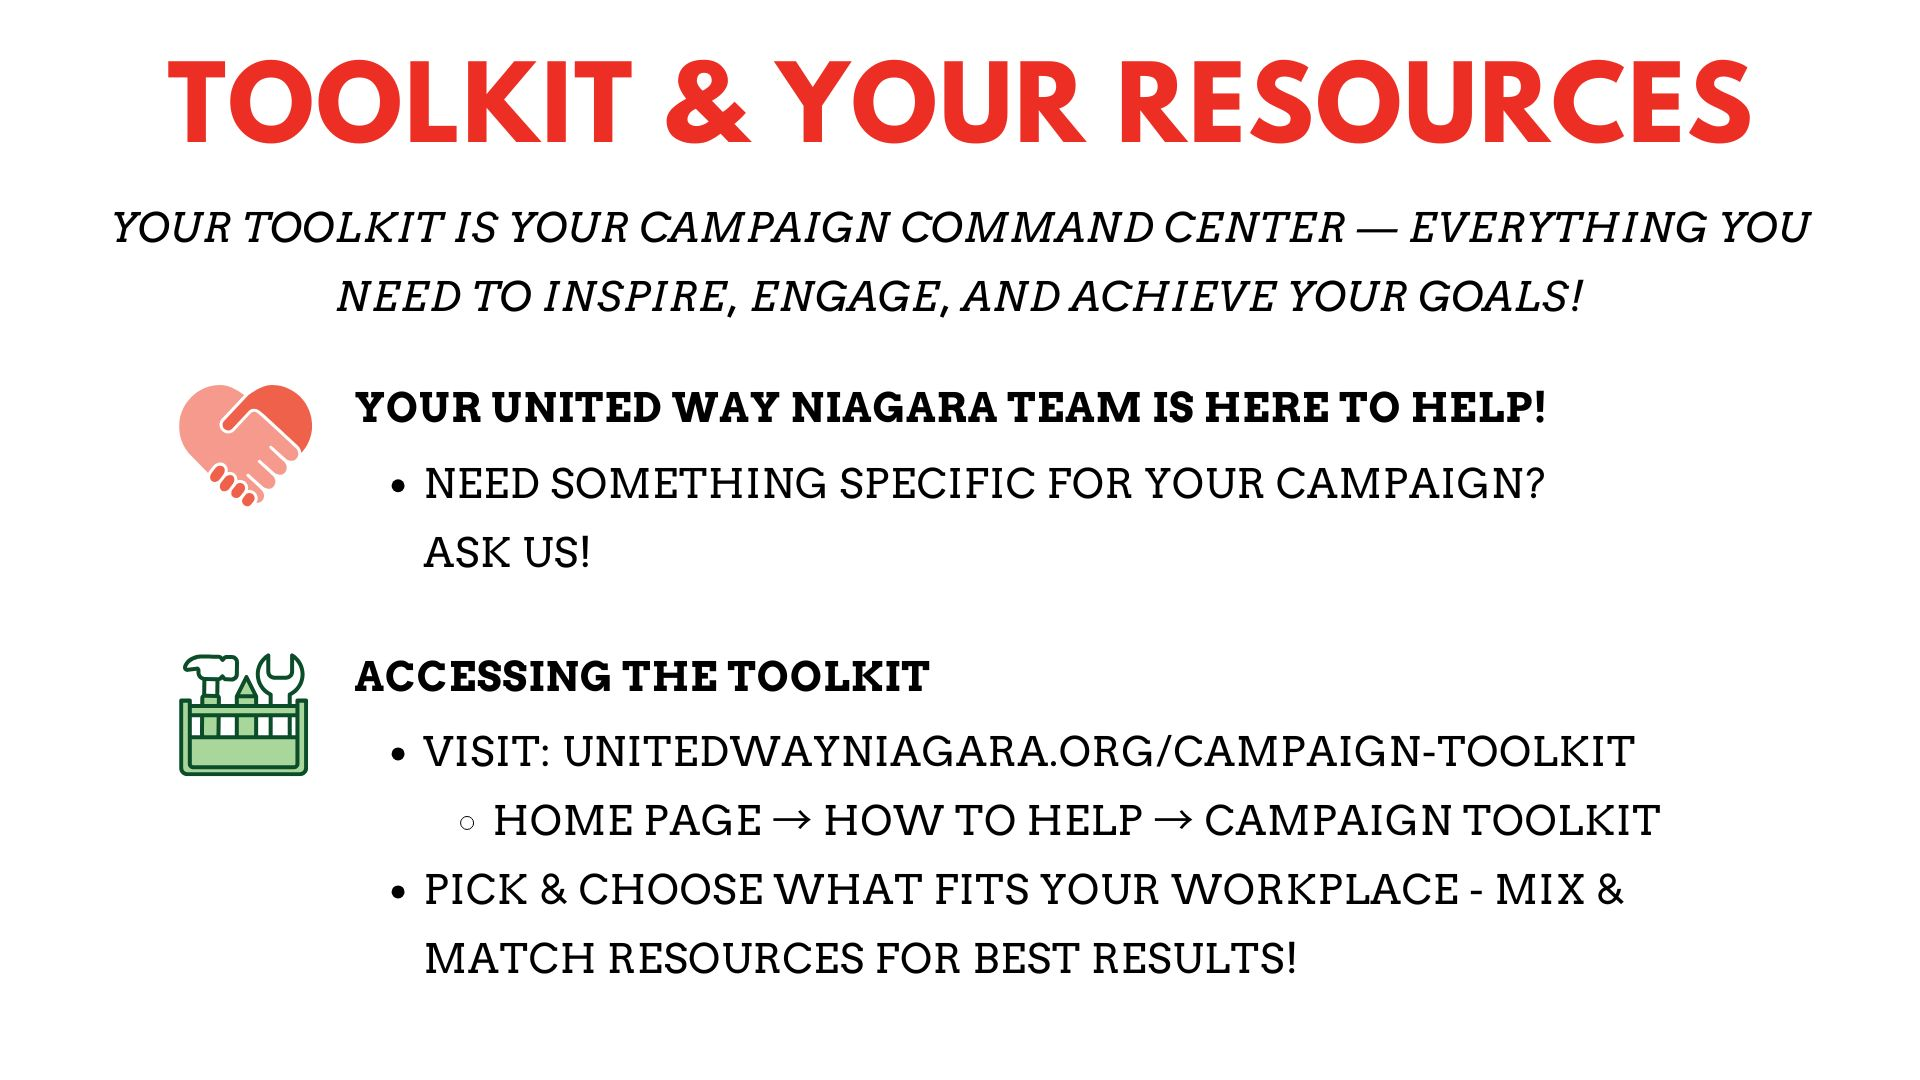 TOOLKIT & YOUR RESOURCES
YOUR TOOLKIT IS YOUR CAMPAIGN COMMAND CENTER — EVERYTHING YOU
NEED TO INSPIRE, ENGAGE, AND ACHIEVE YOUR GOALS!
YOUR UNITED WAY NIAGARA TEAM IS HERE TO HELP!
• NEED SOMETHING SPECIFIC FOR YOUR CAMPAIGN?
ASK US!
ACCESSING THE TOOLKIT
• VISIT: UNITEDWAYNIAGARA.ORG/CAMPAIGN-TOOLKIT
○ HOME PAGE → HOW TO HELP → CAMPAIGN TOOLKIT
• PICK & CHOOSE WHAT FITS YOUR WORKPLACE - MIX &
MATCH RESOURCES FOR BEST RESULTS!